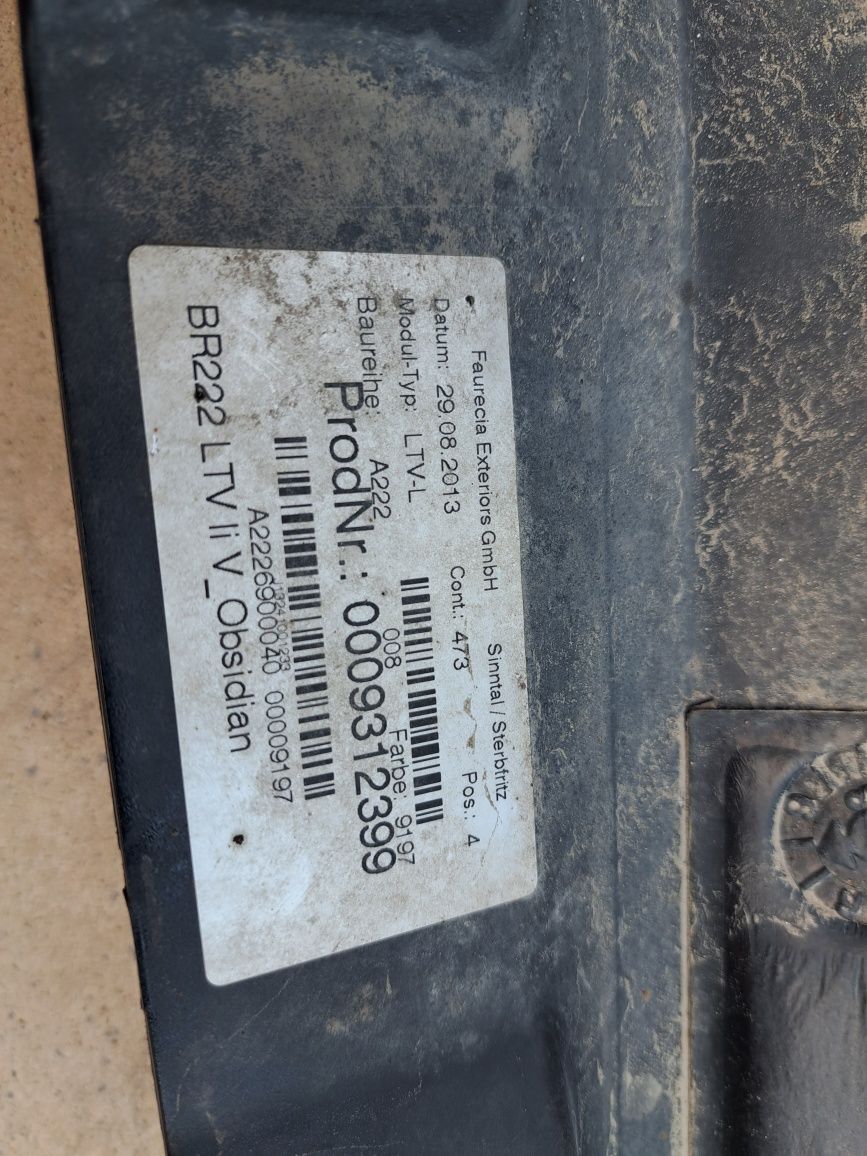 Faurecia Exteriors GmbH Sinntal / Sterbfritz
Datum: 29.08.2013 Cont.: 473 Pos.: 4
Modul-Typ: LTV-L
Baureihe: A222 008 Farbe: 9197
ProdNr.: 0009312399
A2226900040 00009197
BR222 LTV li V_Obsidian